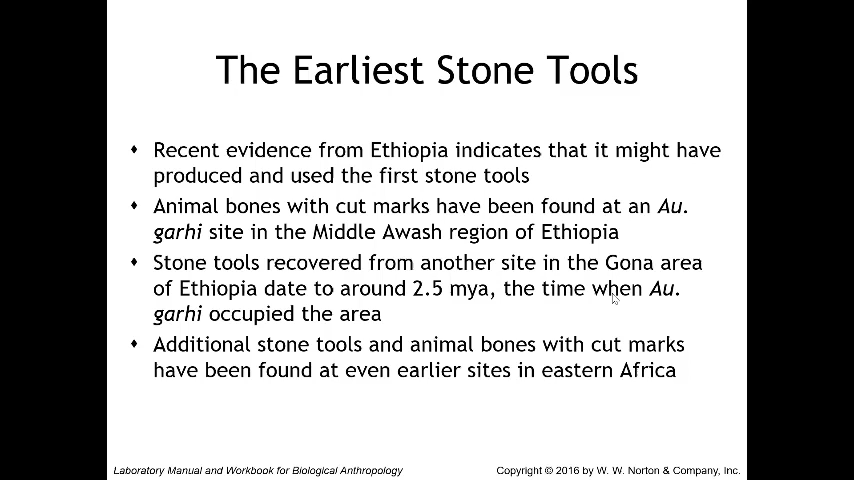 The Earliest Stone Tools
♦ Recent evidence from Ethiopia indicates that it might have
produced and used the first stone tools
♦ Animal bones with cut marks have been found at an Au.
garhi site in the Middle Awash region of Ethiopia
♦ Stone tools recovered from another site in the Gona area
of Ethiopia date to around 2.5 mya, the time when Au.
garhi occupied the area
♦ Additional stone tools and animal bones with cut marks
have been found at even earlier sites in eastern Africa
Laboratory Manual and Workbook for Biological Anthropology
Copyright © 2016 by W. W. Norton & Company, Inc.